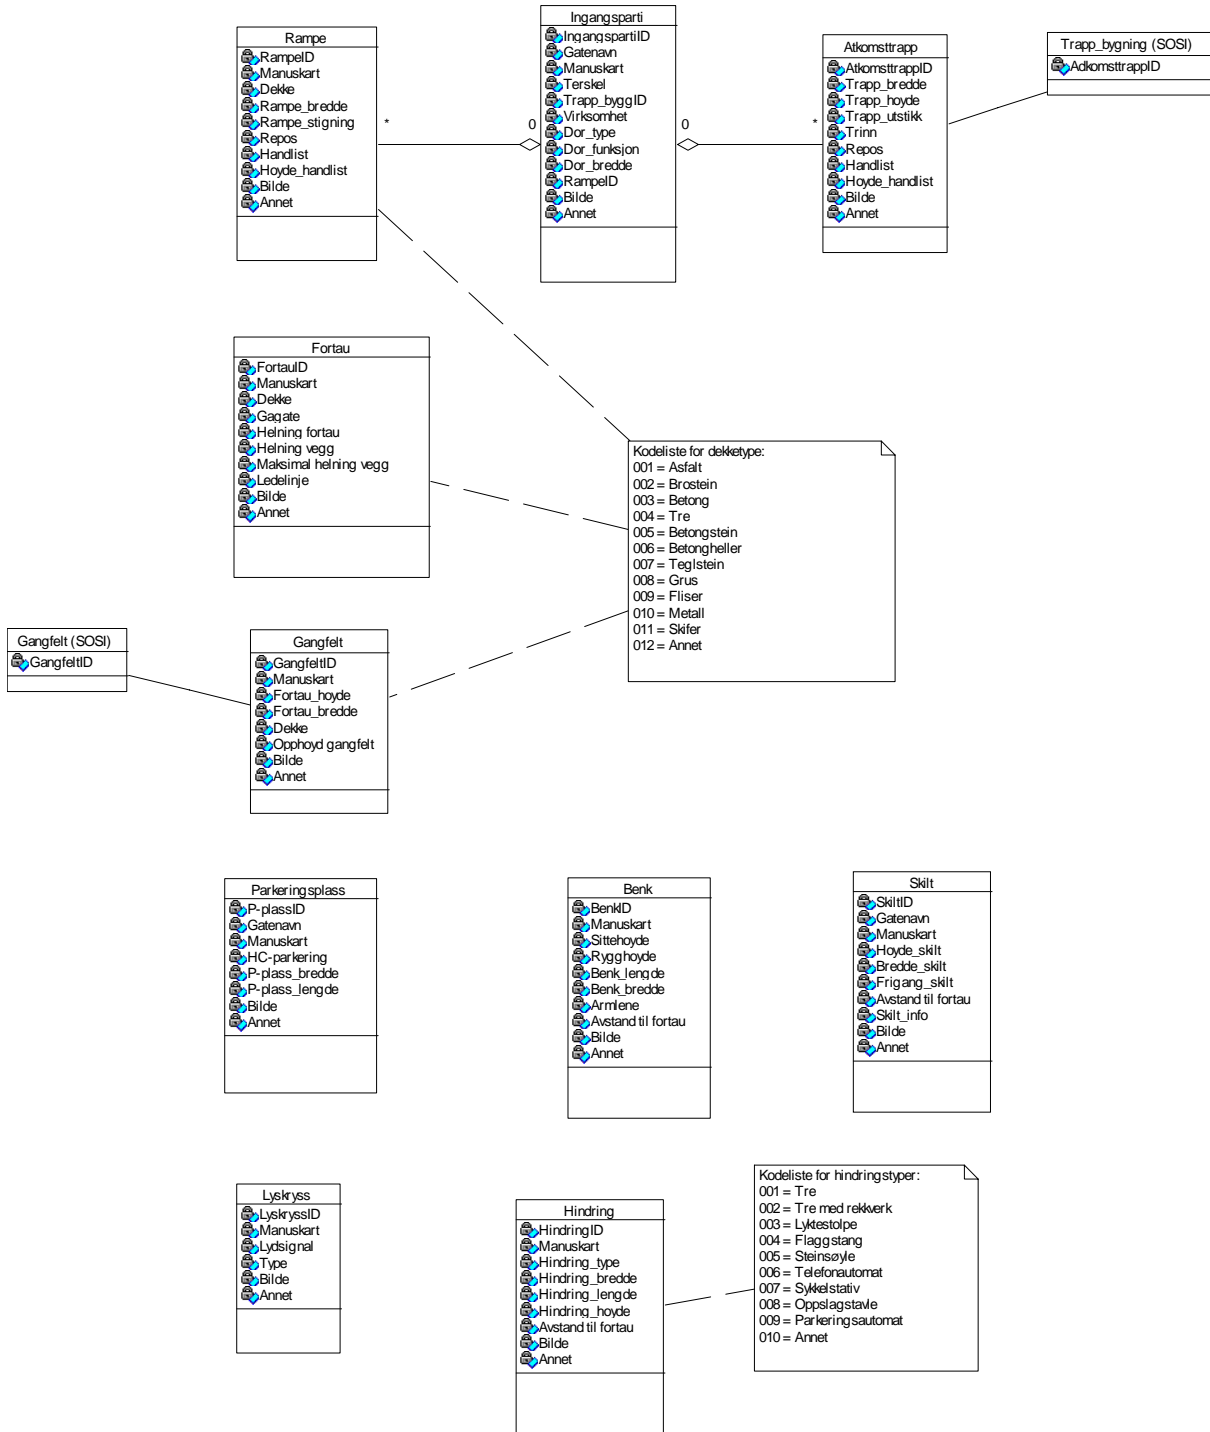 Rampe
RampeID
Manuskart
Dekke
Rampe_bredde
Rampe_stigning
Repos
Handlist
Hoyde_handlist
Bilde
Annet
*
0
Ingangsparti
IngangspartiID
Gatenavn
Manuskart
Terskel
Trapp_byggID
Virksomhet
Dor_type
Dor_funksjon
Dor_bredde
RampeID
Bilde
Annet
0
*
Atkomsttrapp
AtkomsttrappID
Trapp_bredde
Trapp_hoyde
Trapp_utstikk
Trinn
Repos
Handlist
Hoyde_handlist
Bilde
Annet
Trapp_bygning (SOSI)
AdkomsttrappID
Fortau
FortauID
Manuskart
Dekke
Gagate
Helning fortau
Helning vegg
Maksimal helning vegg
Ledelinje
Bilde
Annet
Kodeliste for dekketype:
001 = Asfalt
002 = Brostein
003 = Betong
004 = Tre
005 = Betongstein
006 = Betongheller
007 = Teglstein
008 = Grus
009 = Fliser
010 = Metall
011 = Skifer
012 = Annet
Gangfelt (SOSI)
GangfeltID
Gangfelt
GangfeltID
Manuskart
Fortau_hoyde
Fortau_bredde
Dekke
Opphoyd gangfelt
Bilde
Annet
Parkeringsplass
P-plassID
Gatenavn
Manuskart
HC-parkering
P-plass_bredde
P-plass_lengde
Bilde
Annet
Benk
BenkID
Manuskart
Sittehoyde
Rygghoyde
Benk_lengde
Benk_bredde
Armlene
Avstand til fortau
Bilde
Annet
Skilt
SkiltID
Gatenavn
Manuskart
Hoyde_skilt
Bredde_skilt
Frigang_skilt
Avstand til fortau
Skilt_info
Bilde
Annet
Lyskryss
LyskryssID
Manuskart
Lydsignal
Type
Bilde
Annet
Hindring
HindringID
Manuskart
Hindring_type
Hindring_bredde
Hindring_lengde
Hindring_hoyde
Avstand til fortau
Bilde
Annet
Kodeliste for hindringstyper:
001 = Tre
002 = Tre med rekkverk
003 = Lyktestolpe
004 = Flaggstang
005 = Steinsøyle
006 = Telefonautomat
007 = Sykkelstativ
008 = Oppslagstavle
009 = Parkeringsautomat
010 = Annet